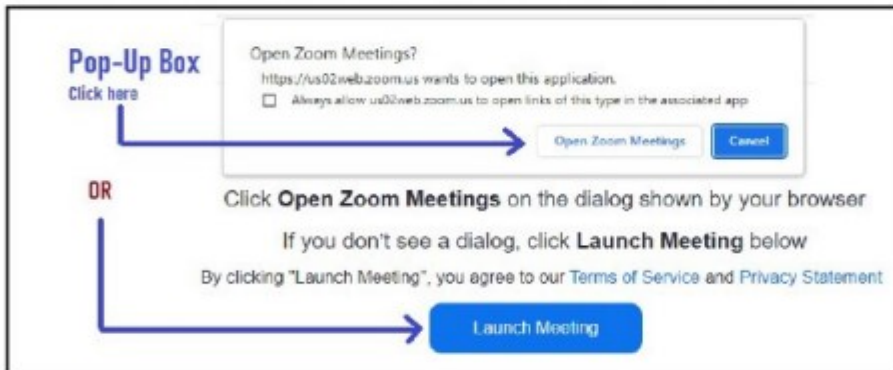 Pop-Up Box
Click here
Open Zoom Meetings?
https://us02web.zoom.us wants to open this application.
Always allow us02web.zoom.us to open links of this type in the associated app
Open Zoom Meetings
Cancel
OR
Click Open Zoom Meetings on the dialog shown by your browser
If you don't see a dialog, click Launch Meeting below
By clicking "Launch Meeting", you agree to our Terms of Service and Privacy Statement
Launch Meeting